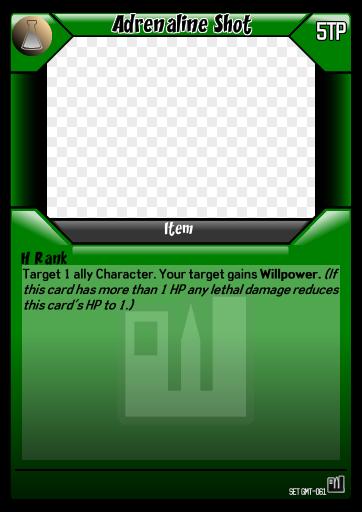 Adrenaline Shot
5TP
Item
H Rank
Target 1 ally Character. Your target gains Willpower. (If
this card has more than 1 HP any lethal damage reduces
this card's HP to 1.)
SET GMT-061